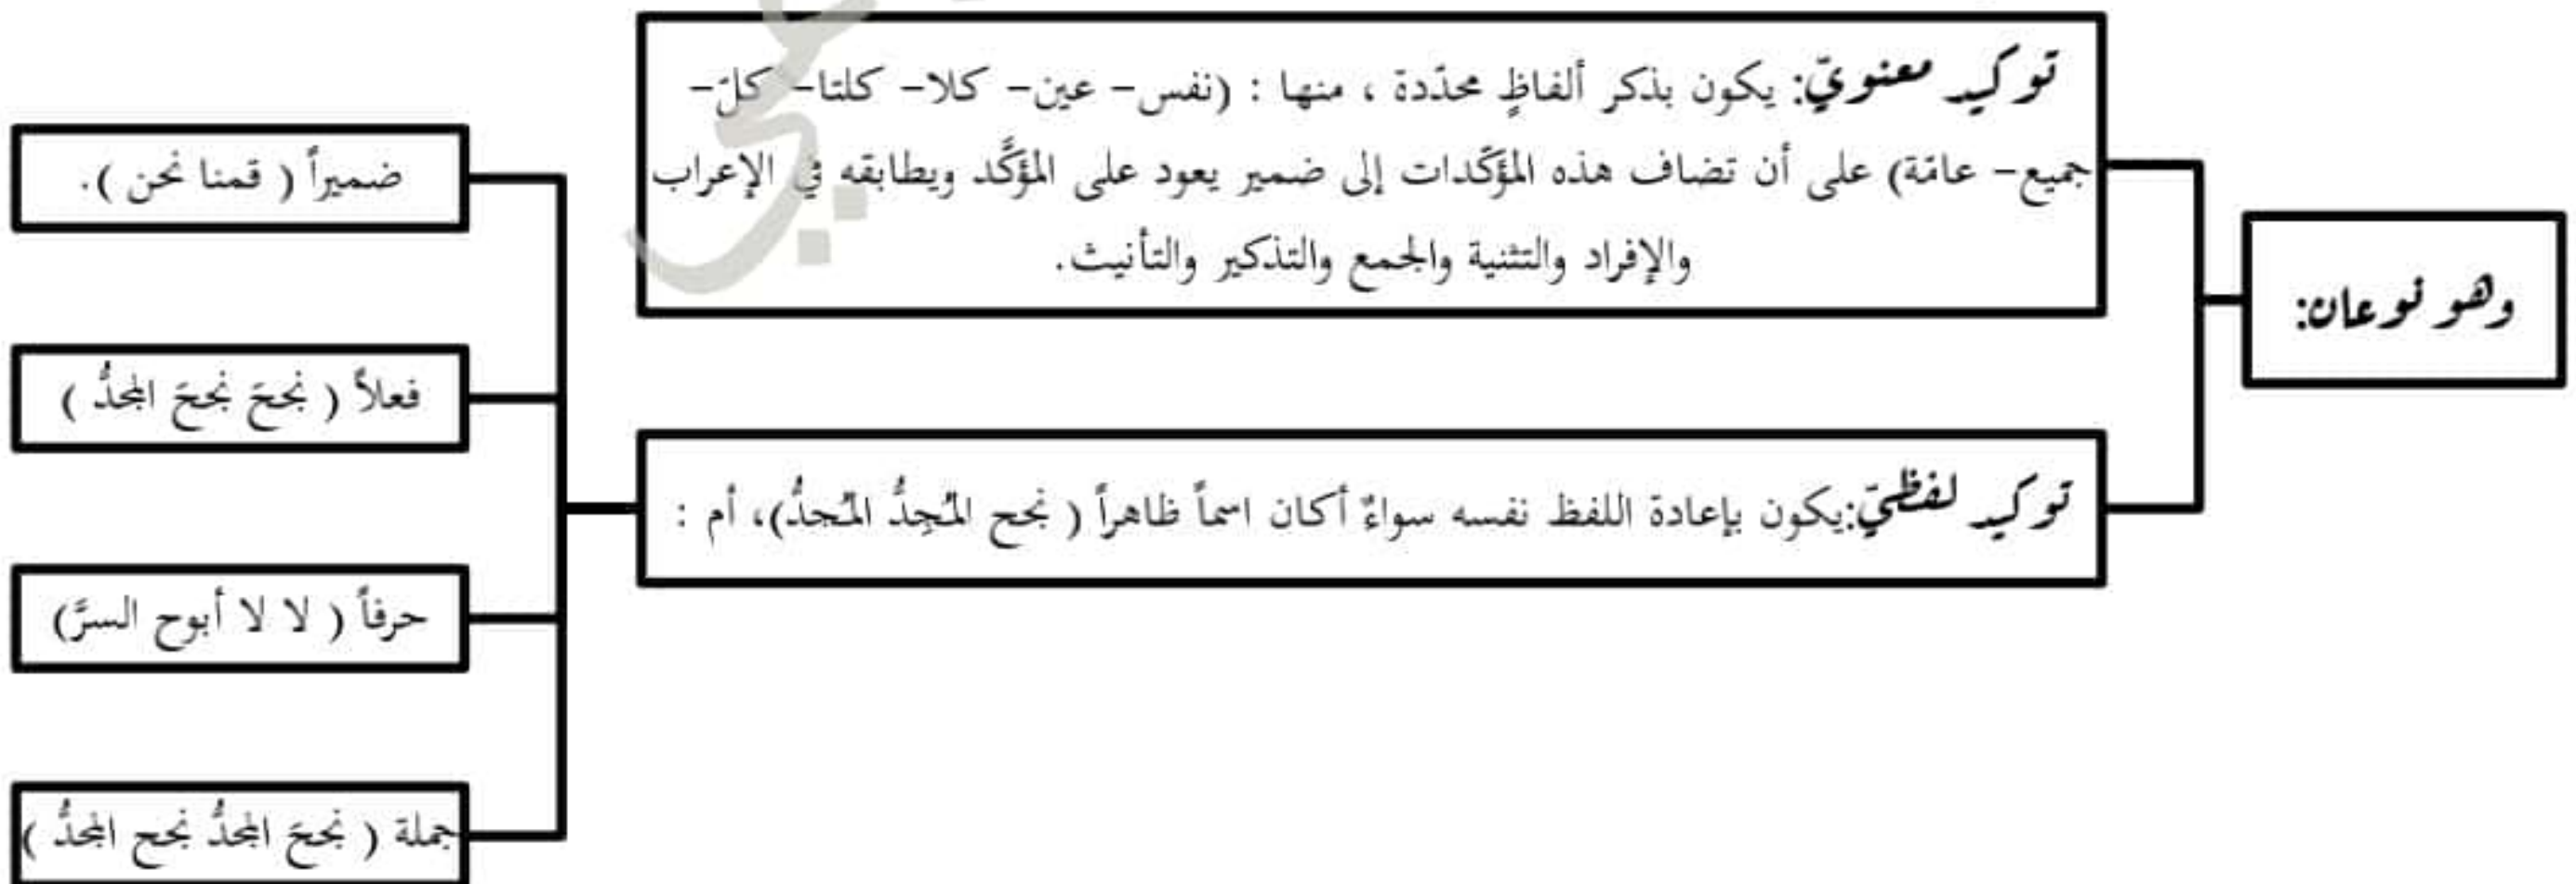 وهو نوعان:
توكيد معنويّ: يكون بذكر ألفاظٍ محدّدة ، منها : (نفس- عين- كلا- كلتا- كلّ-
جميع- عامّة) على أن تضاف هذه المؤكّدات إلى ضمير يعود على المؤكَّد ويطابقه في الإعراب
والإفراد والتثنية والجمع والتذكير والتأنيث.
توكيد لفظيّ:يكون بإعادة اللفظ نفسه سواءٌ أكان اسماً ظاهراً ( نجح المُجِدُّ المُجدُّ)، أم :
ضميراً ( قمنا نحن ).
فعلاً ( نجحَ نجحَ المجدُّ )
حرفاً ( لا لا أبوح السرَّ)
جملة ( نجحَ المجدُّ نجح المجدُّ )